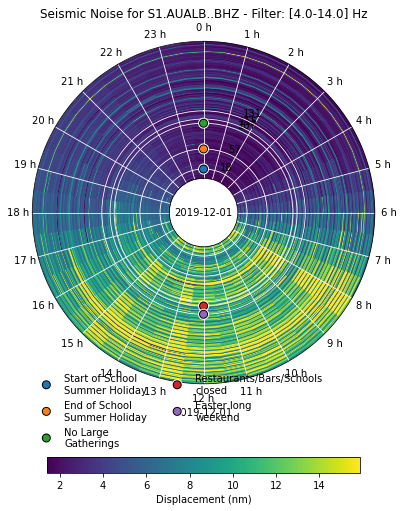 Seismic Noise for S1.AUALB..BHZ - Filter: [4.0-14.0] Hz
0 h
23 h
1 h
22 h
2 h
21 h
3 h
20 h
4 h
19 h
5 h
18 h
2019-12-01
6 h
17 h
7 h
16 h
8 h
15 h
9 h
14 h
10 h
13 h
11 h
12 h
2019-12-01
Start of School
Summer Holiday
End of School
Summer Holiday
No Large
Gatherings
Restaurants/Bars/Schools
closed
Easter long
weekend
2 4 6 8 10 12 14
Displacement (nm)